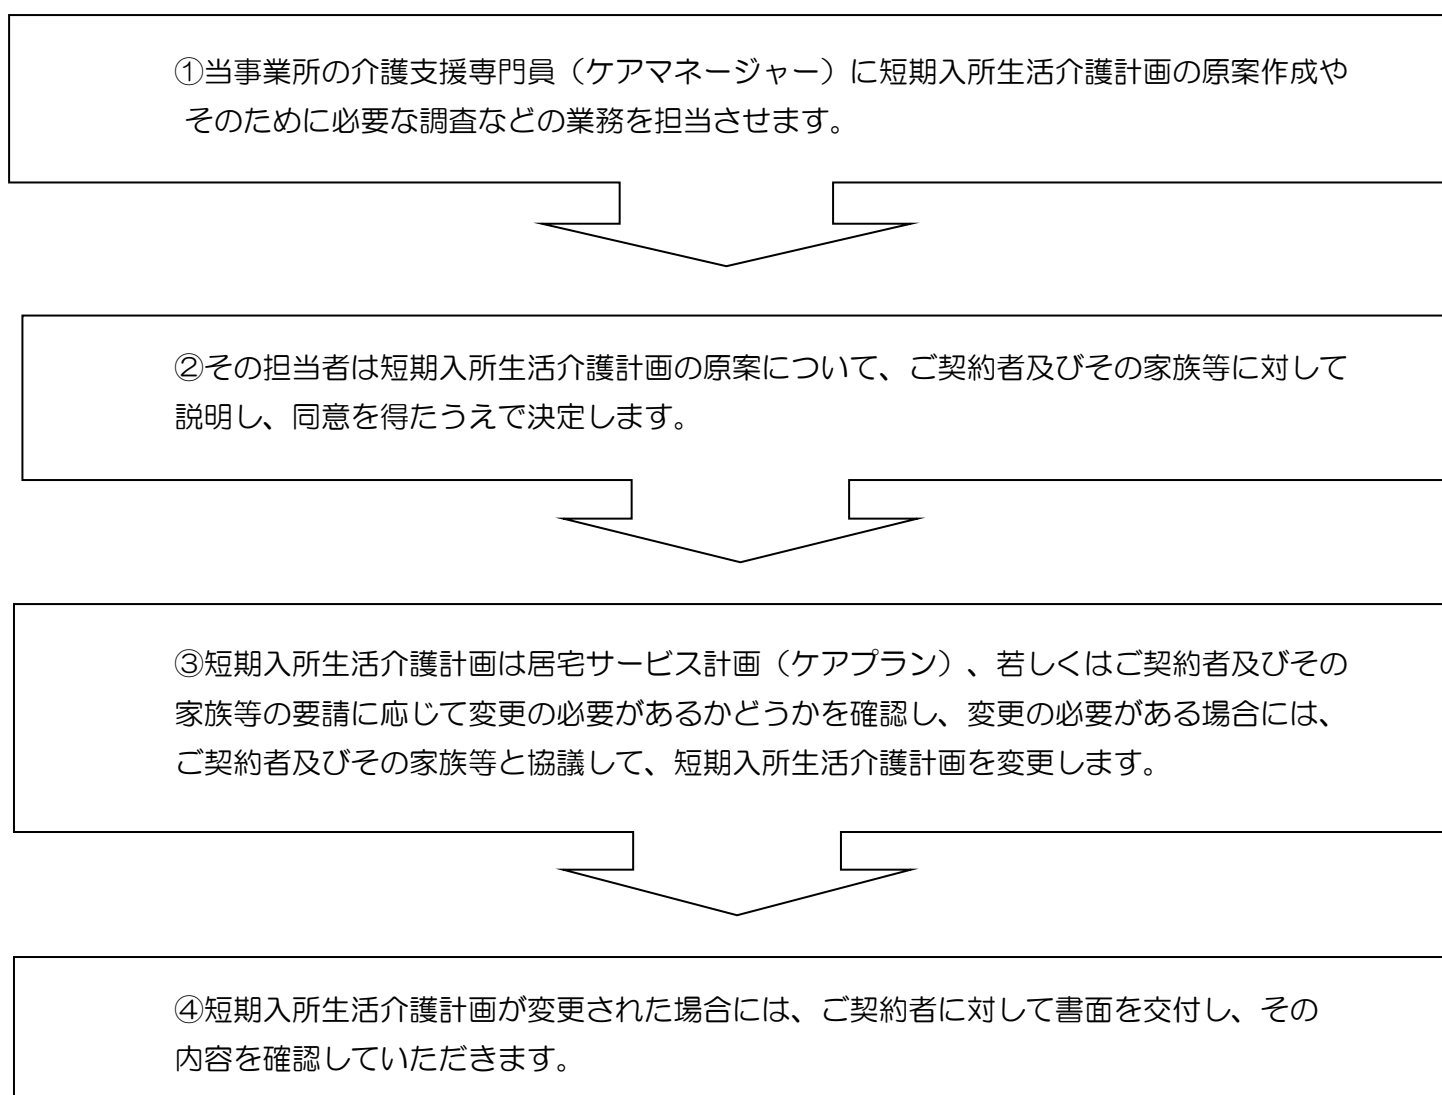 ①当事業所の介護支援専門員（ケアマネージャー）に短期入所生活介護計画の原案作成や
そのために必要な調査などの業務を担当させます。
②その担当者は短期入所生活介護計画の原案について、ご契約者及びその家族等に対して
説明し、同意を得たうえで決定します。
③短期入所生活介護計画は居宅サービス計画（ケアプラン）、若しくはご契約者及びその
家族等の要請に応じて変更の必要があるかどうかを確認し、変更の必要がある場合には、
ご契約者及びその家族等と協議して、短期入所生活介護計画を変更します。
④短期入所生活介護計画が変更された場合には、ご契約者に対して書面を交付し、その
内容を確認していただきます。